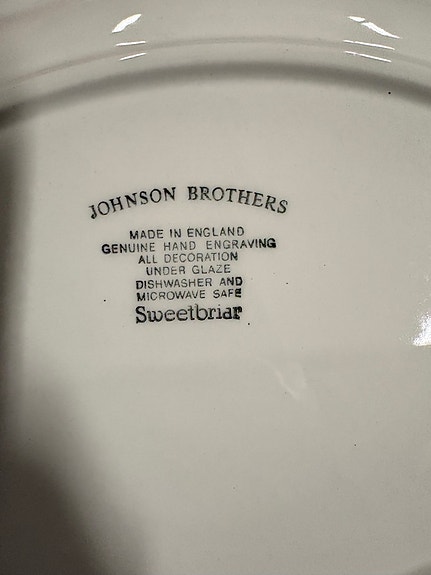 JOHNSON BROTHERS
MADE IN ENGLAND
GENUINE HAND ENGRAVING
ALL DECORATION
UNDER GLAZE
DISHWASHER AND
MICROWAVE SAFE
Sweetbriar